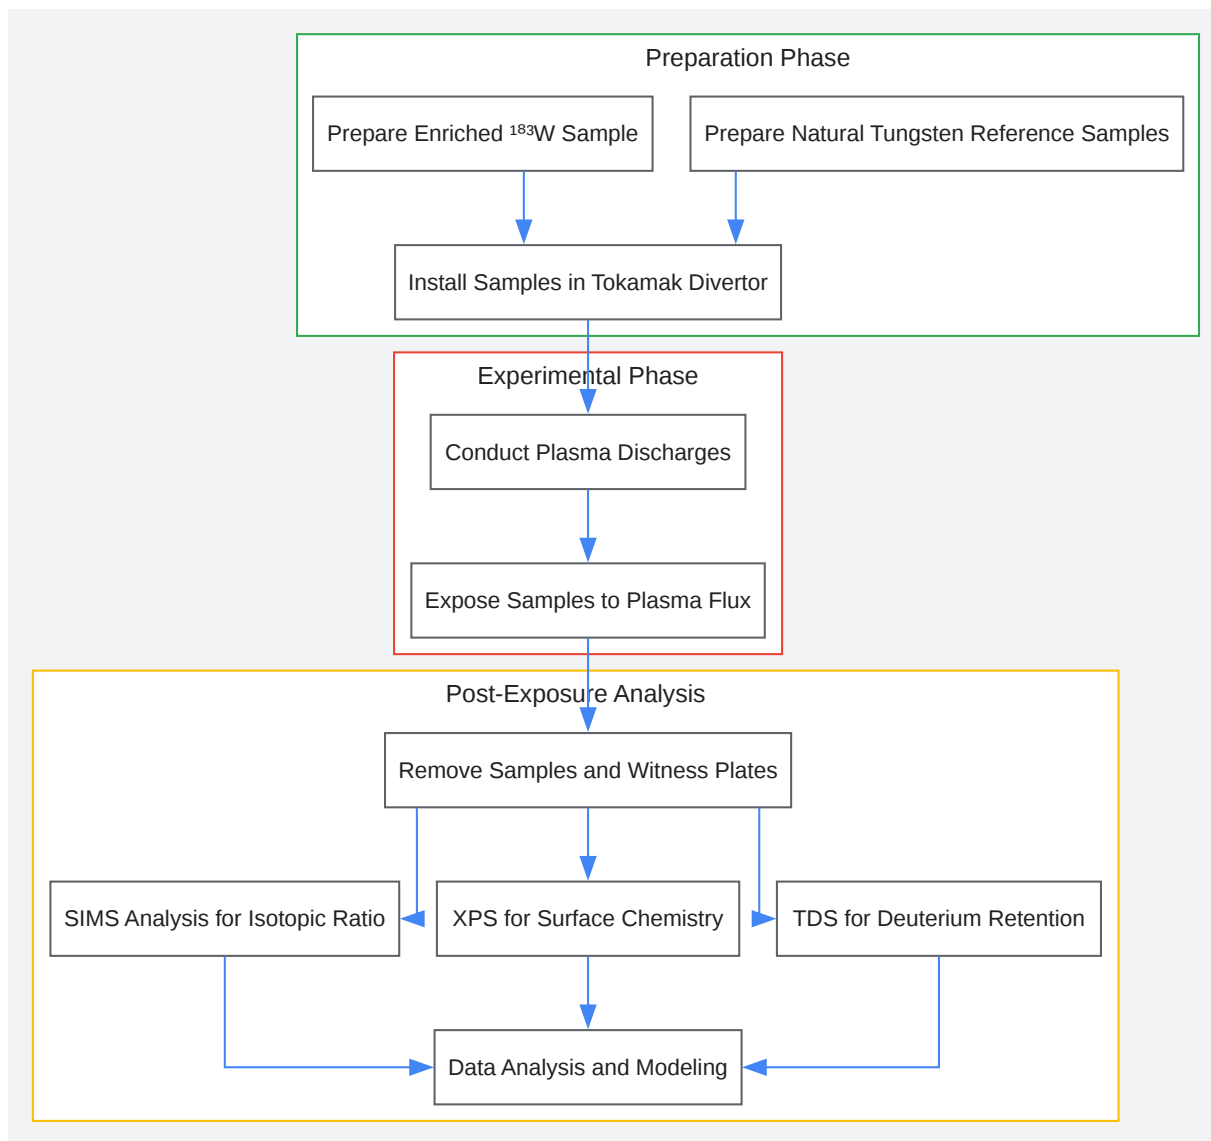 Preparation Phase
Prepare Enriched ¹⁸³W Sample
Prepare Natural Tungsten Reference Samples
Install Samples in Tokamak Divertor
Experimental Phase
Conduct Plasma Discharges
Expose Samples to Plasma Flux
Post-Exposure Analysis
Remove Samples and Witness Plates
SIMS Analysis for Isotopic Ratio
XPS for Surface Chemistry
TDS for Deuterium Retention
Data Analysis and Modeling